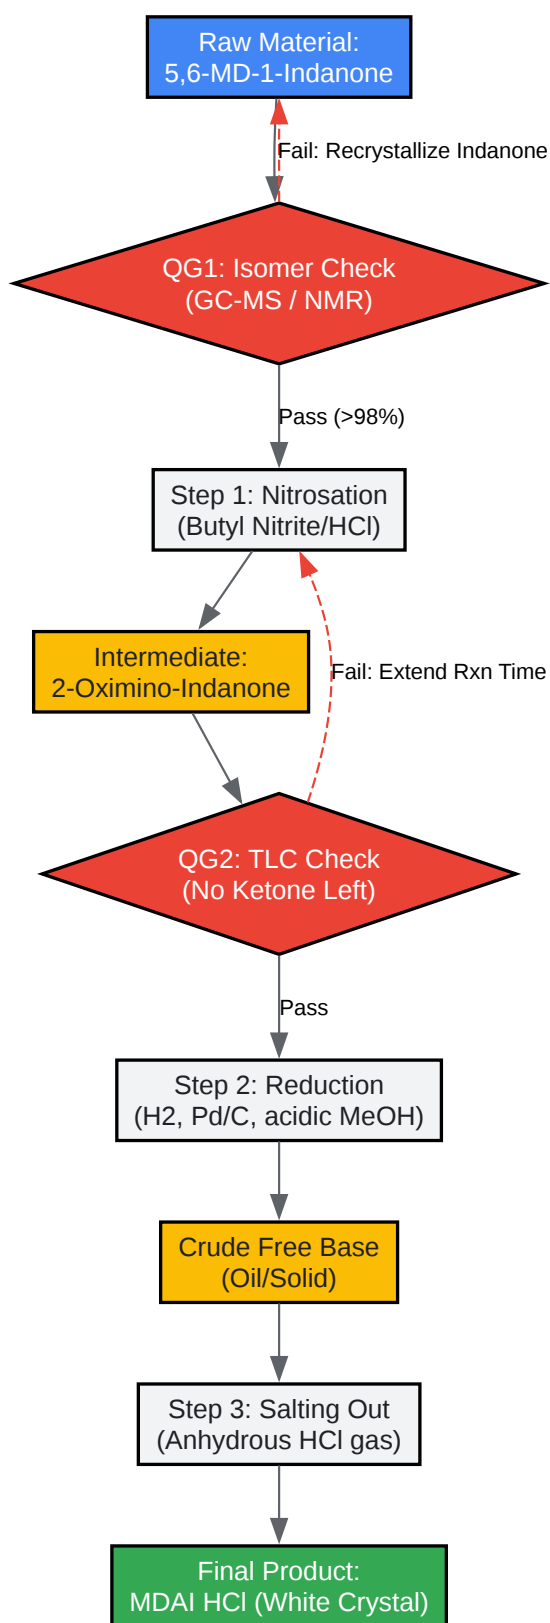 Raw Material:
5,6-MD-1-Indanone
Fail: Recrystallize Indanone
QG1: Isomer Check
(GC-MS / NMR)
Pass (>98%)
Step 1: Nitrosation
(Butyl Nitrite/HCl)
Intermediate:
2-Oximino-Indanone
Fail: Extend Rxn Time
QG2: TLC Check
(No Ketone Left)
Pass
Step 2: Reduction
(H2, Pd/C, acidic MeOH)
Crude Free Base
(Oil/Solid)
Step 3: Salting Out
(Anhydrous HCl gas)
Final Product:
MDAI HCl (White Crystal)